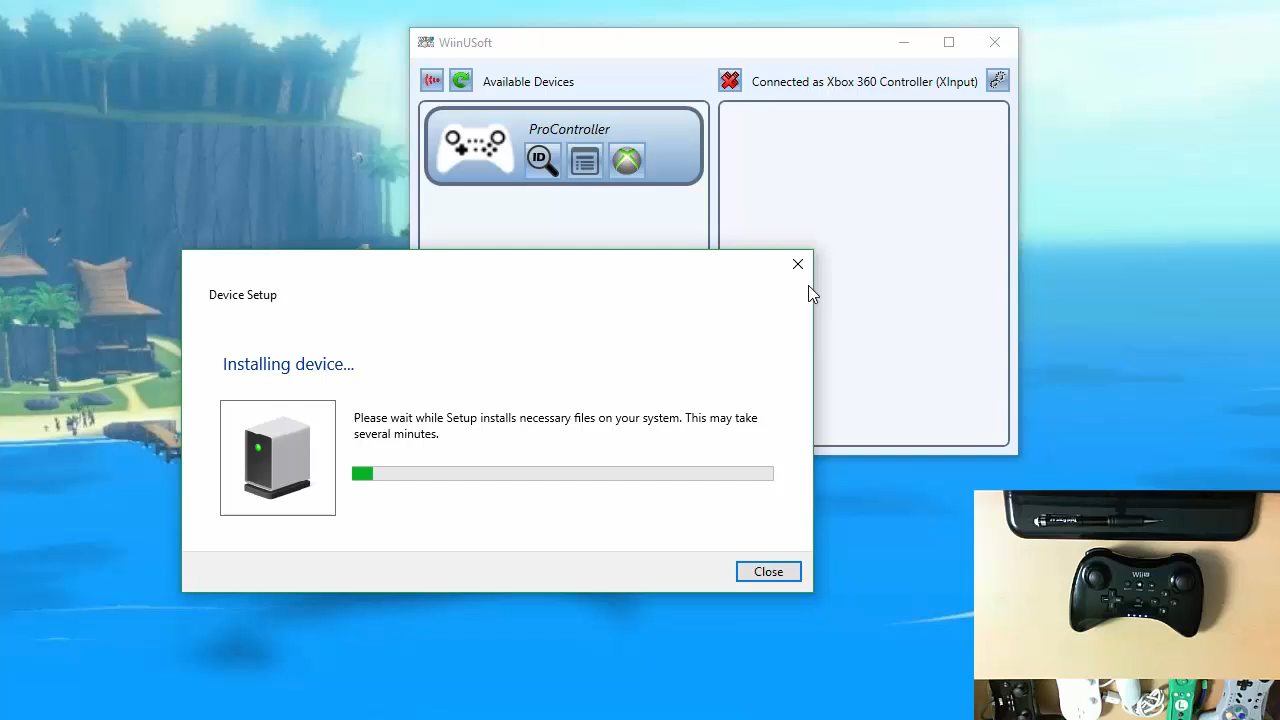 WiinUSoft
Available Devices
Connected as Xbox 360 Controller (XInput)
ProController
ID
Device Setup
Installing device...
Please wait while Setup installs necessary files on your system. This may take
several minutes.
Close
Wii U
L